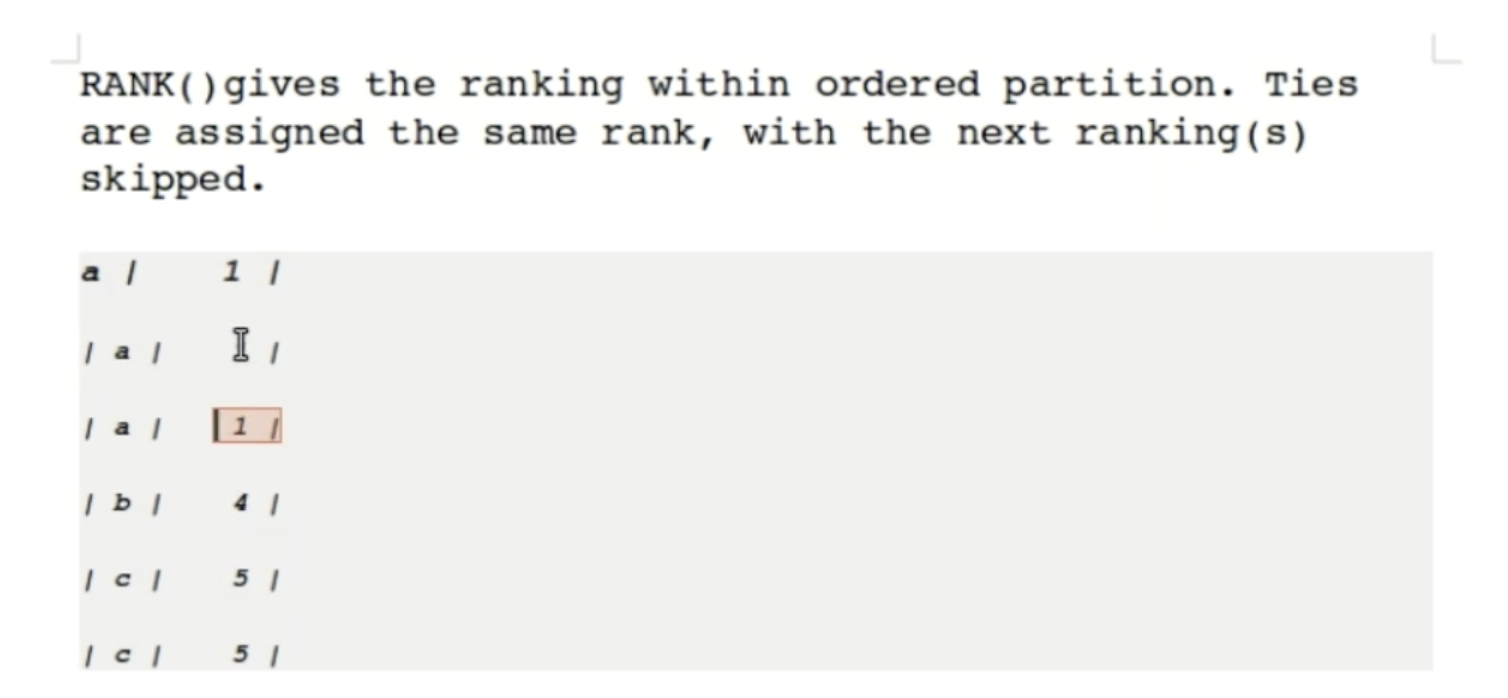 RANK()gives the ranking within ordered partition. Ties
are assigned the same rank, with the next ranking(s)
skipped.
a | 1 |
| a | |
| a | 1 |
| b | 4 |
| c | 5 |
| c | 5 |